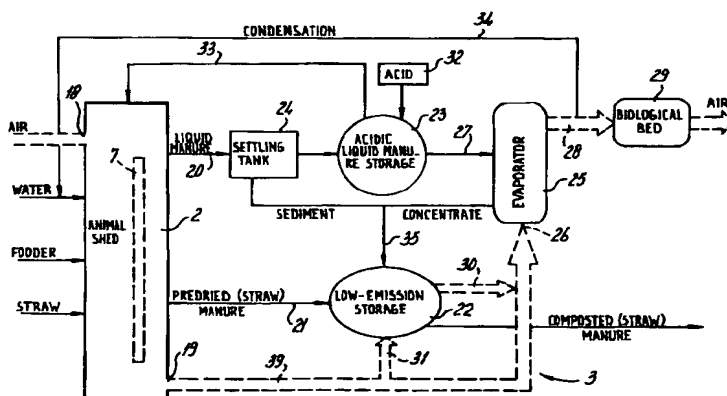 CONDENSATION
34
33
ACID
32
29
18
24
23
AIR
LIQUID
MANURE
20
SETTLING
TANK
ACIDIC
LIQUID MANU-
RE STORAGE
27
EVAPORATOR
28
BIOLOGICAL
BED
AIR
7
25
WATER
ANIMAL
SHED
2
SEDIMENT
CONCENTRATE
26
35
FODDER
30
STRAW
PREDRIED (STRAW)
MANURE
21
LOW-EMISSION
STORAGE
22
COMPOSTED (STRAW)
MANURE
19
39
31
3